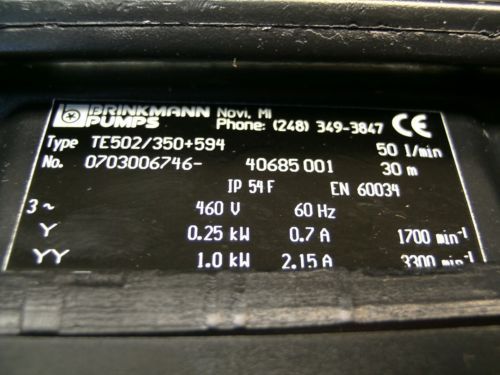 BRINKMANN PUMPS Novi, MI
Phone: (248) 349-3847 CE
Type TE502/350+594 50 l/min
No. 0703006746- 40685 001 30 m
IP 54 F EN 60034
3~ 460 V 60 Hz
Y 0.25 kW 0.7 A 1700 min⁻¹
YY 1.0 kW 2.15 A 3300 min⁻¹